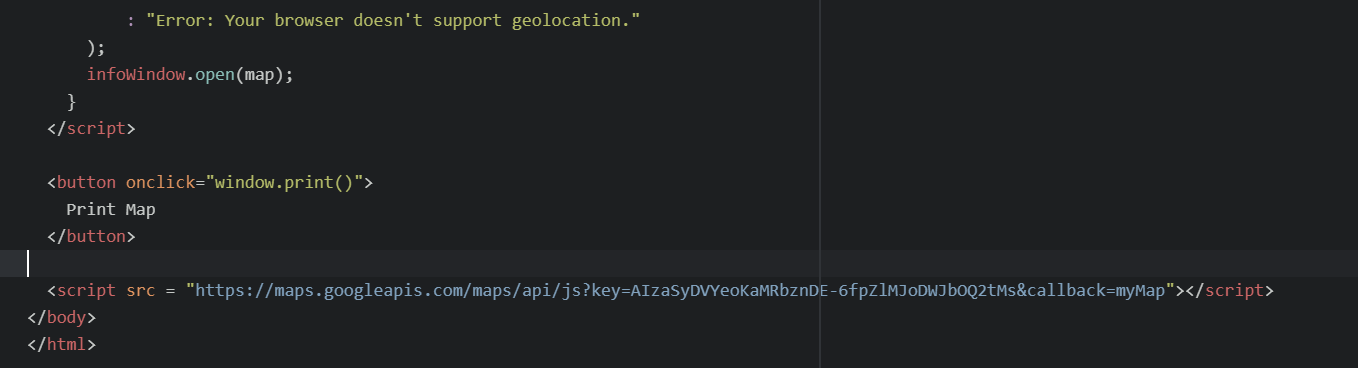 : "Error: Your browser doesn't support geolocation."
);
infoWindow.open(map);
}
</script>
<button onclick="window.print()">
Print Map
</button>
<script src = "https://maps.googleapis.com/maps/api/js?key=AIzaSyDVYeoKaMRbznDE-6fpZlMJoDWJbOQ2tMs&callback=myMap"></script>
</body>
</html>